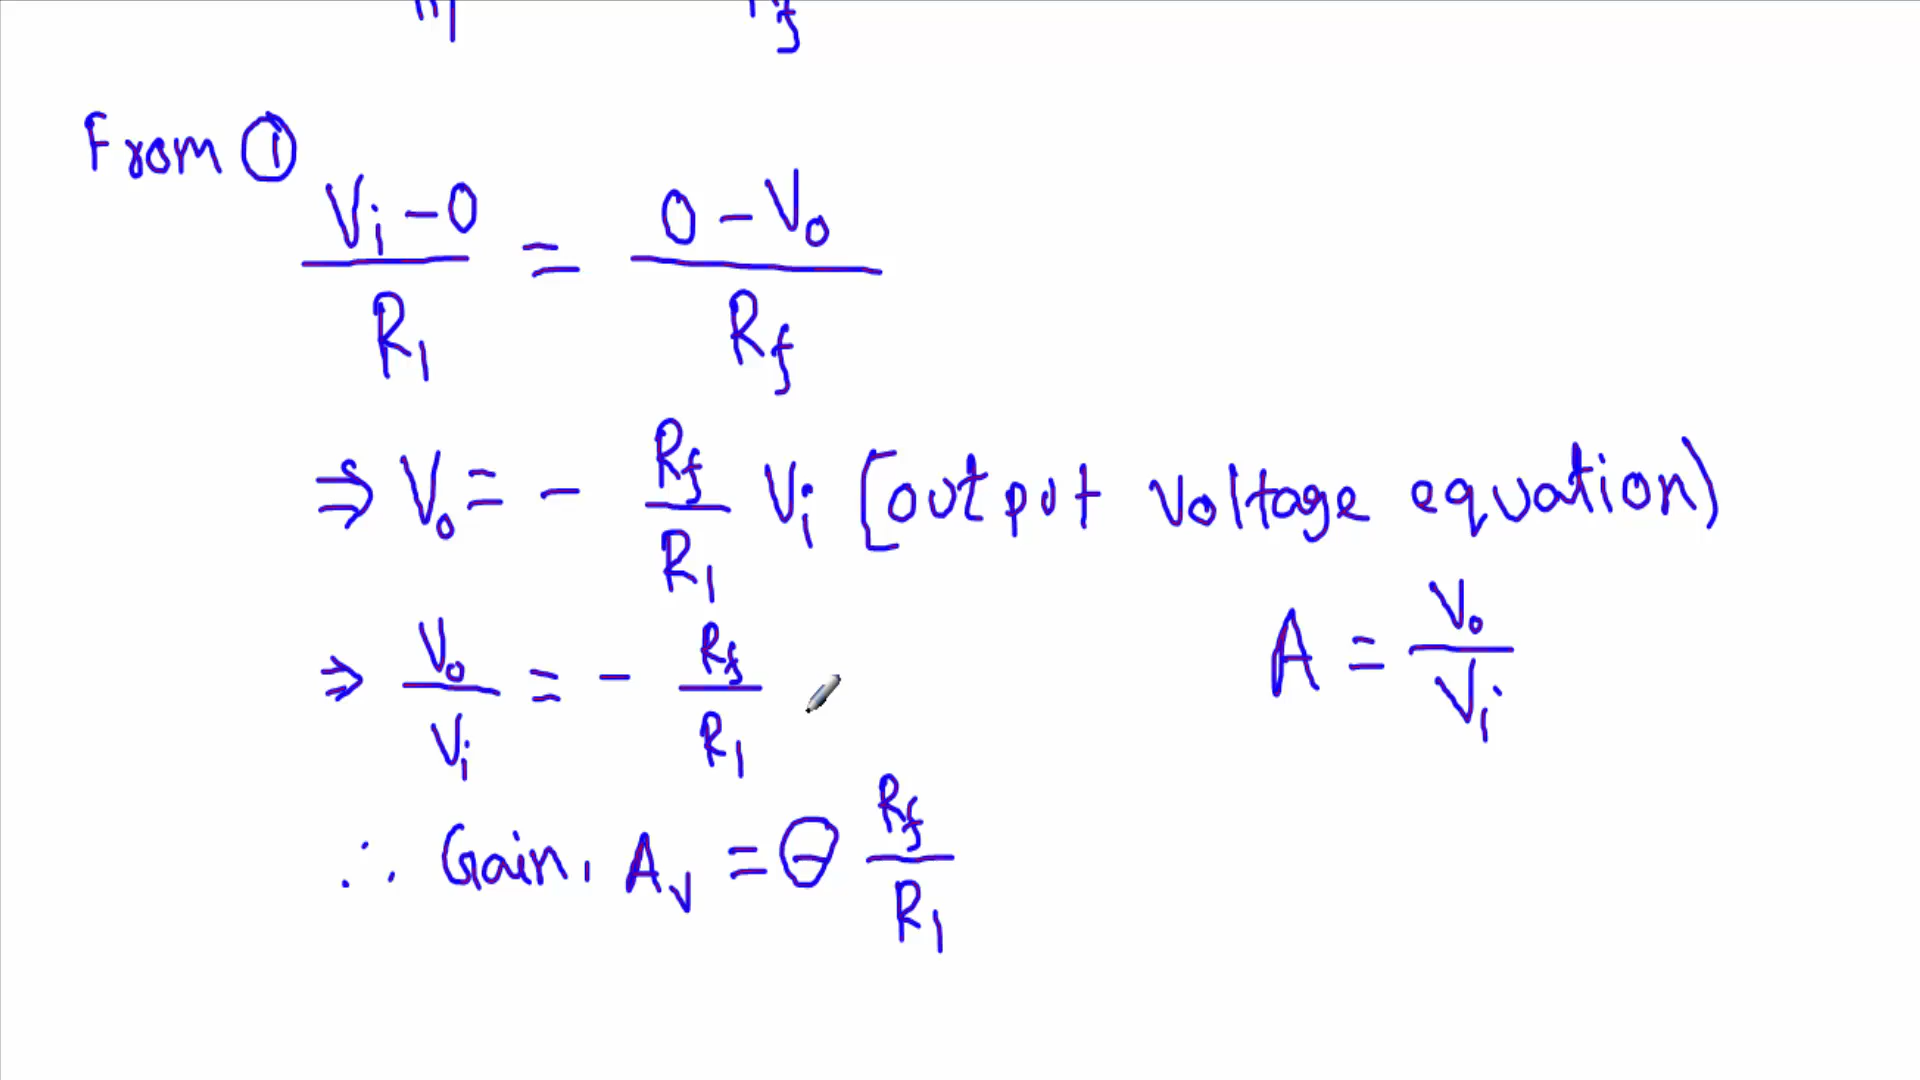 From ①
Vi-0 / R1 = 0-Vo / Rf
⇒ Vo = - Rf / R1 Vi [output voltage equation)
⇒ Vo / Vi = - Rf / R1
A = Vo / Vi
∴ Gain, Av = ⊖ Rf / R1